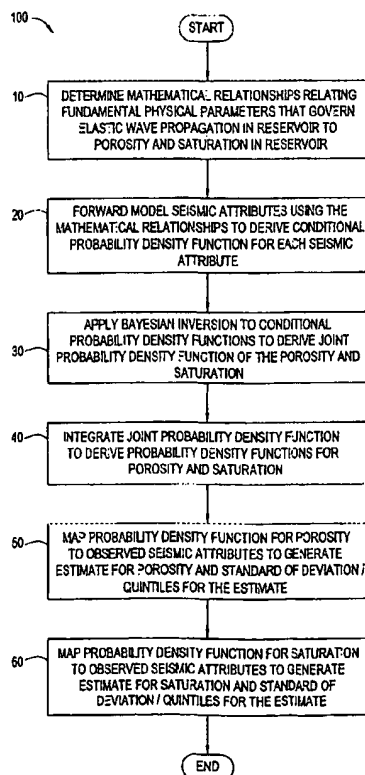 100
START
10
DETERMINE MATHEMATICAL RELATIONSHIPS RELATING
FUNDAMENTAL PHYSICAL PARAMETERS THAT GOVERN
ELASTIC WAVE PROPAGATION IN RESERVOIR TO
POROSITY AND SATURATION IN RESERVOIR
20
FORWARD MODEL SEISMIC ATTRIBUTES USING THE
MATHEMATICAL RELATIONSHIPS TO DERIVE CONDITIONAL
PROBABILITY DENSITY FUNCTION FOR EACH SEISMIC
ATTRIBUTE
30
APPLY BAYESIAN INVERSION TO CONDITIONAL
PROBABILITY DENSITY FUNCTIONS TO DERIVE JOINT
PROBABILITY DENSITY FUNCTION OF THE POROSITY AND
SATURATION
40
INTEGRATE JOINT PROBABILITY DENSITY FUNCTION
TO DERIVE PROBABILITY DENSITY FUNCTIONS FOR
POROSITY AND SATURATION
50
MAP PROBABILITY DENSITY FUNCTION FOR POROSITY
TO OBSERVED SEISMIC ATTRIBUTES TO GENERATE
ESTIMATE FOR POROSITY AND STANDARD OF DEVIATION /
QUINTILES FOR THE ESTIMATE
60
MAP PROBABILITY DENSITY FUNCTION FOR SATURATION
TO OBSERVED SEISMIC ATTRIBUTES TO GENERATE
ESTIMATE FOR SATURATION AND STANDARD OF
DEVIATION / QUINTILES FOR THE ESTIMATE
END